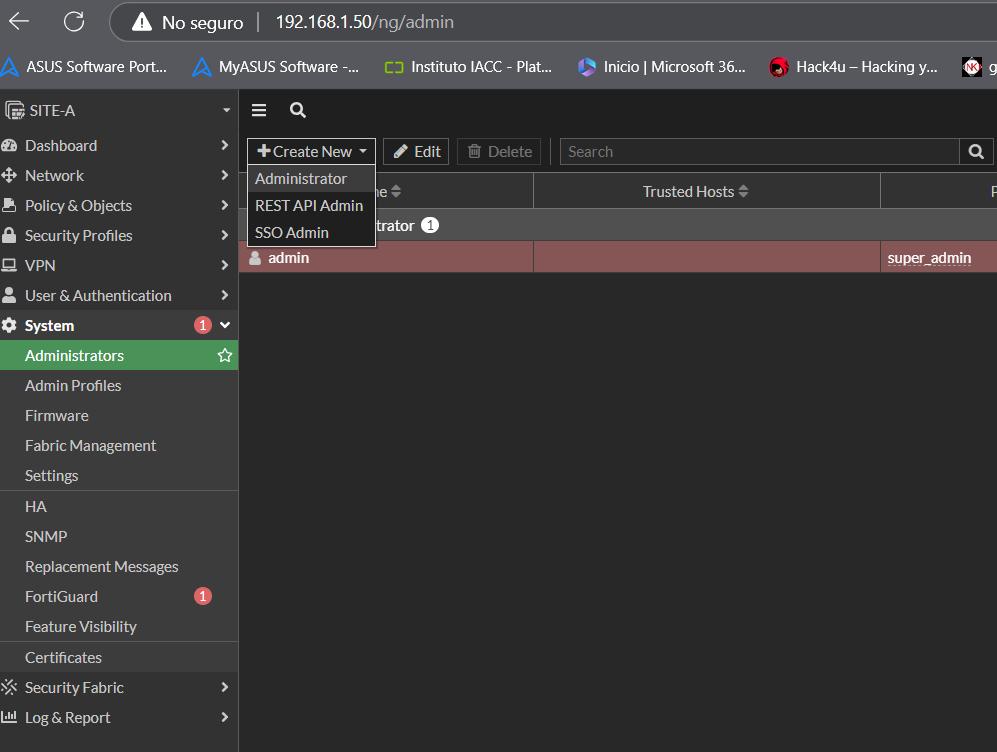 No seguro 192.168.1.50/ng/admin
ASUS Software Port... MyASUS Software -... Instituto IACC - Plat... Inicio | Microsoft 36... Hack4u – Hacking y... NK g
SITE-A
Dashboard
Network
Policy & Objects
Security Profiles
VPN
User & Authentication
System 1
Administrators
Admin Profiles
Firmware
Fabric Management
Settings
HA
SNMP
Replacement Messages
FortiGuard 1
Feature Visibility
Certificates
Security Fabric
Log & Report
Create New Edit Delete Search
Administrator
REST API Admin
SSO Admin
me Trusted Hosts P
trator 1
admin super_admin